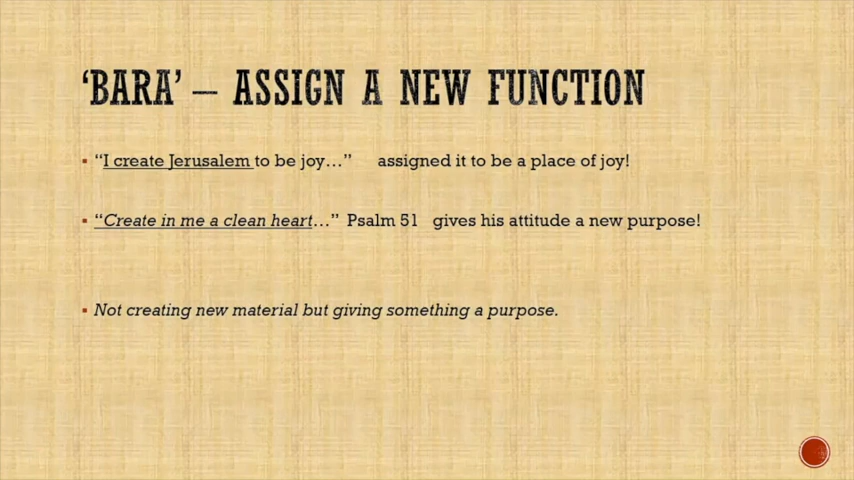 ‘BARA’ – ASSIGN A NEW FUNCTION
“I create Jerusalem to be joy…” assigned it to be a place of joy!
“Create in me a clean heart…” Psalm 51 gives his attitude a new purpose!
Not creating new material but giving something a purpose.